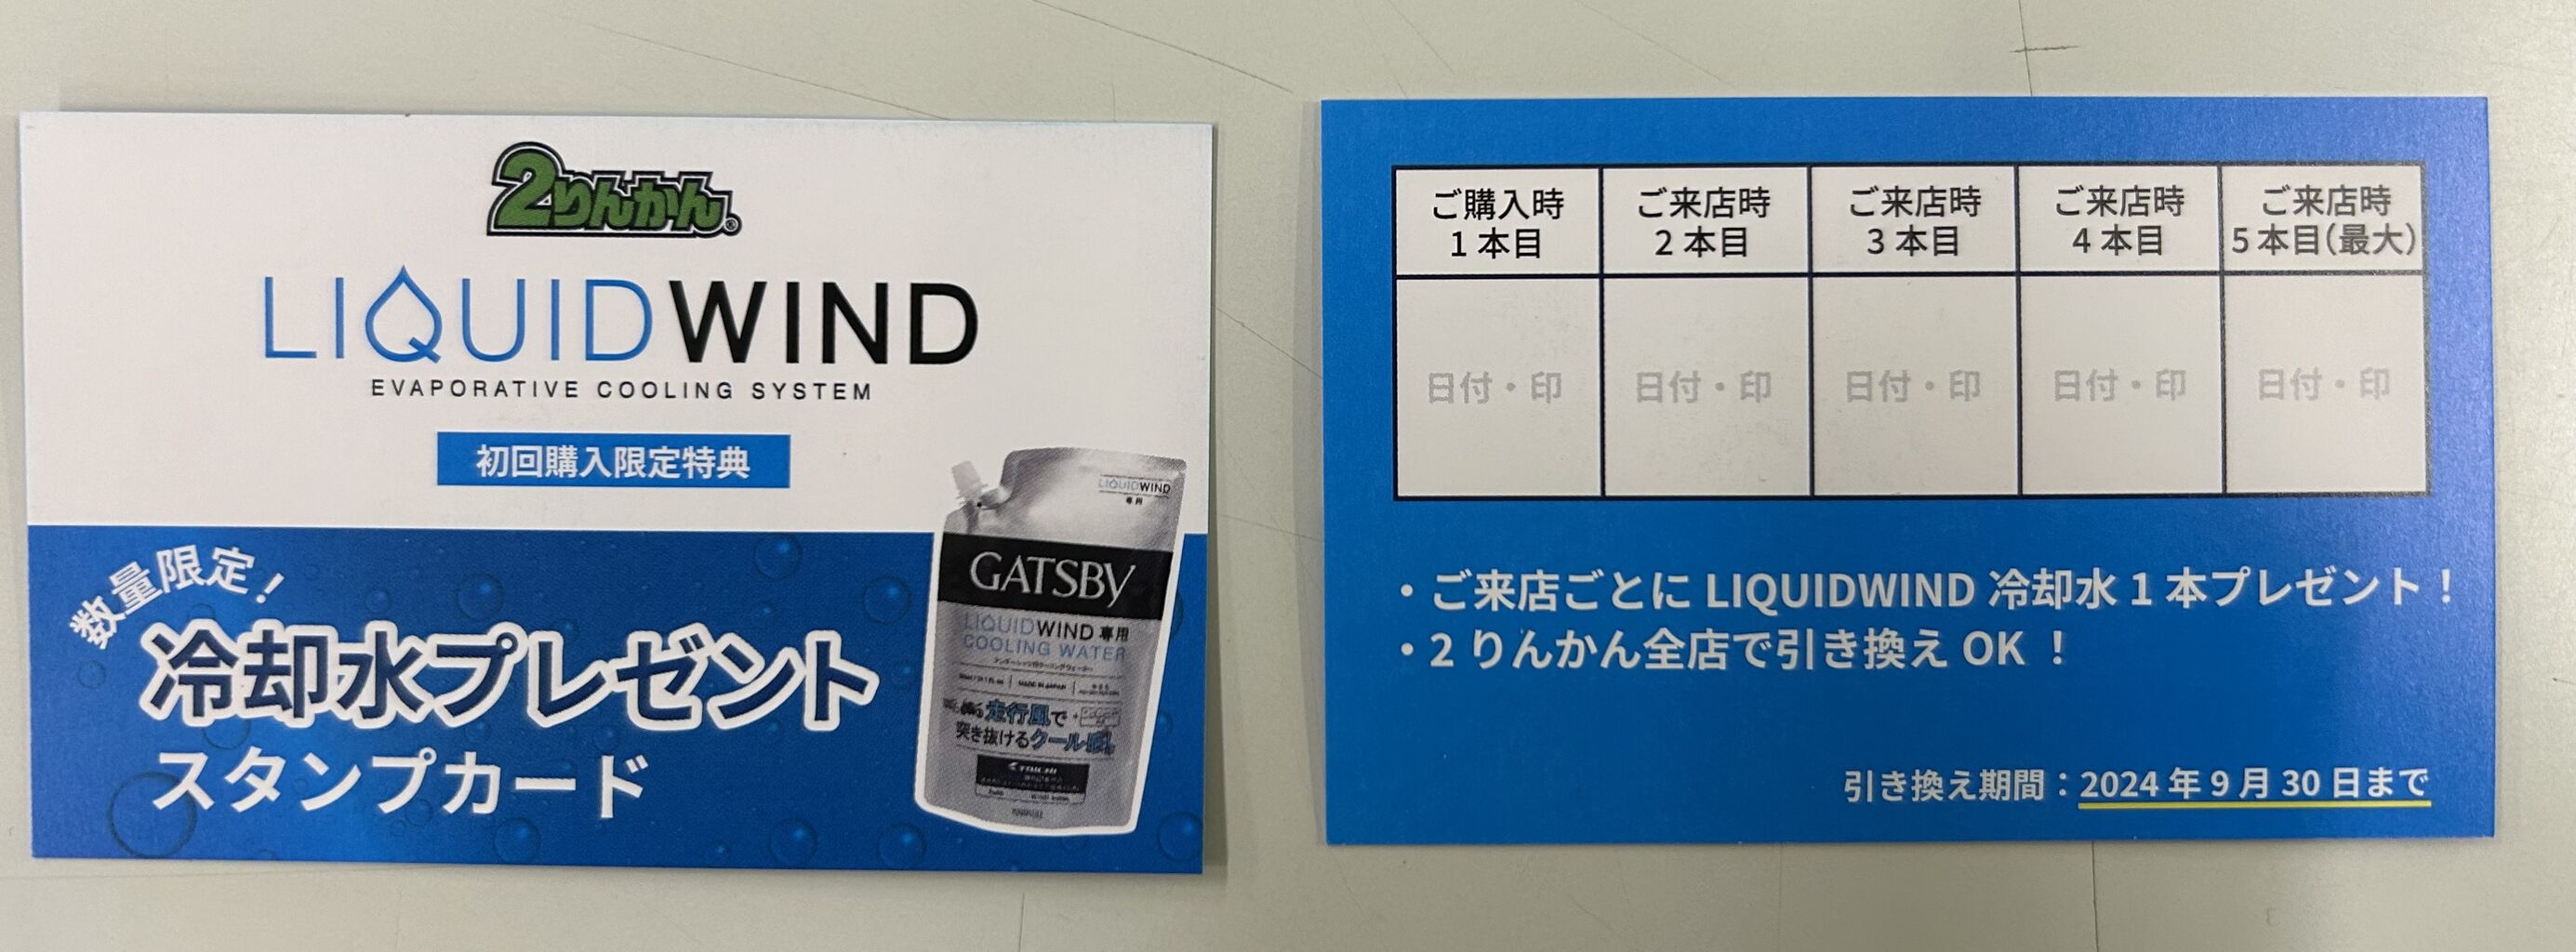 2りんかん®
LIQUIDWIND
EVAPORATIVE COOLING SYSTEM
初回購入限定特典
数量限定!
冷却水プレゼント
スタンプカード
LIQUIDWIND
専用
GATSBY
LIQUIDWIND 専用
COOLING WATER
MADE IN JAPAN
走行風で
突き抜けるクール感!
ご購入時
1本目
ご来店時
2本目
ご来店時
3本目
ご来店時
4本目
ご来店時
5本目(最大)
日付・印
日付・印
日付・印
日付・印
日付・印
・ご来店ごとに LIQUIDWIND 冷却水 1 本プレゼント!
・2 りんかん全店で引き換え OK !
引き換え期間:2024 年 9 月 30 日まで